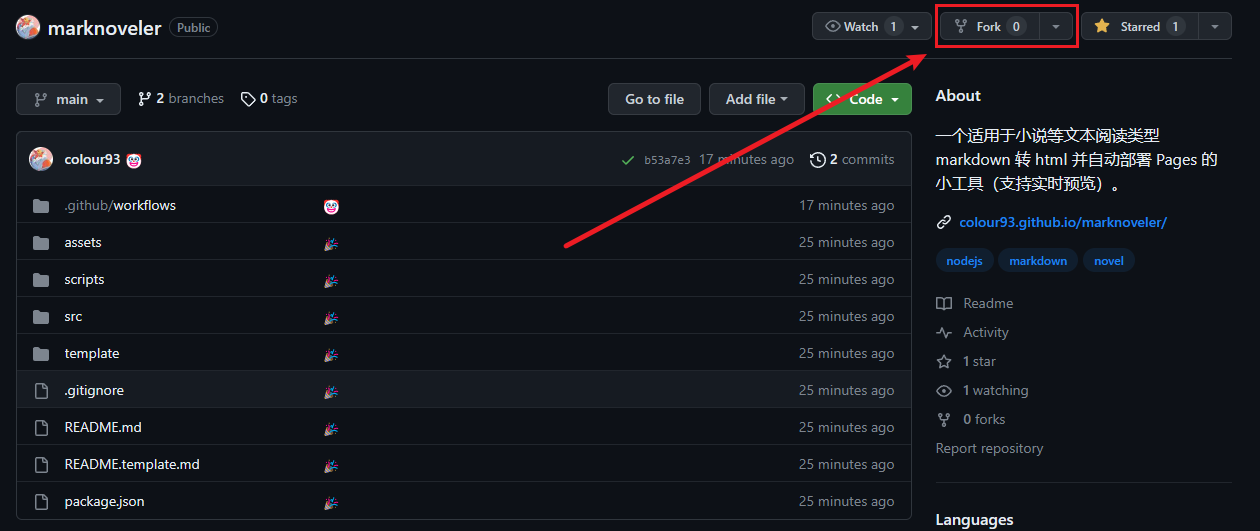 marknoveler Public Watch 1 Fork 0 Starred 1
main 2 branches 0 tags Go to file Add file Code
colour93 b53a7e3 17 minutes ago 2 commits
.github/workflows 17 minutes ago
assets 25 minutes ago
scripts 25 minutes ago
src 25 minutes ago
template 25 minutes ago
.gitignore 25 minutes ago
README.md 25 minutes ago
README.template.md 25 minutes ago
package.json 25 minutes ago
About
一个适用于小说等文本阅读类型
markdown 转 html 并自动部署 Pages 的
小工具（支持实时预览）。
colour93.github.io/marknoveler/
nodejs markdown novel
Readme
Activity
1 star
1 watching
0 forks
Report repository
Languages